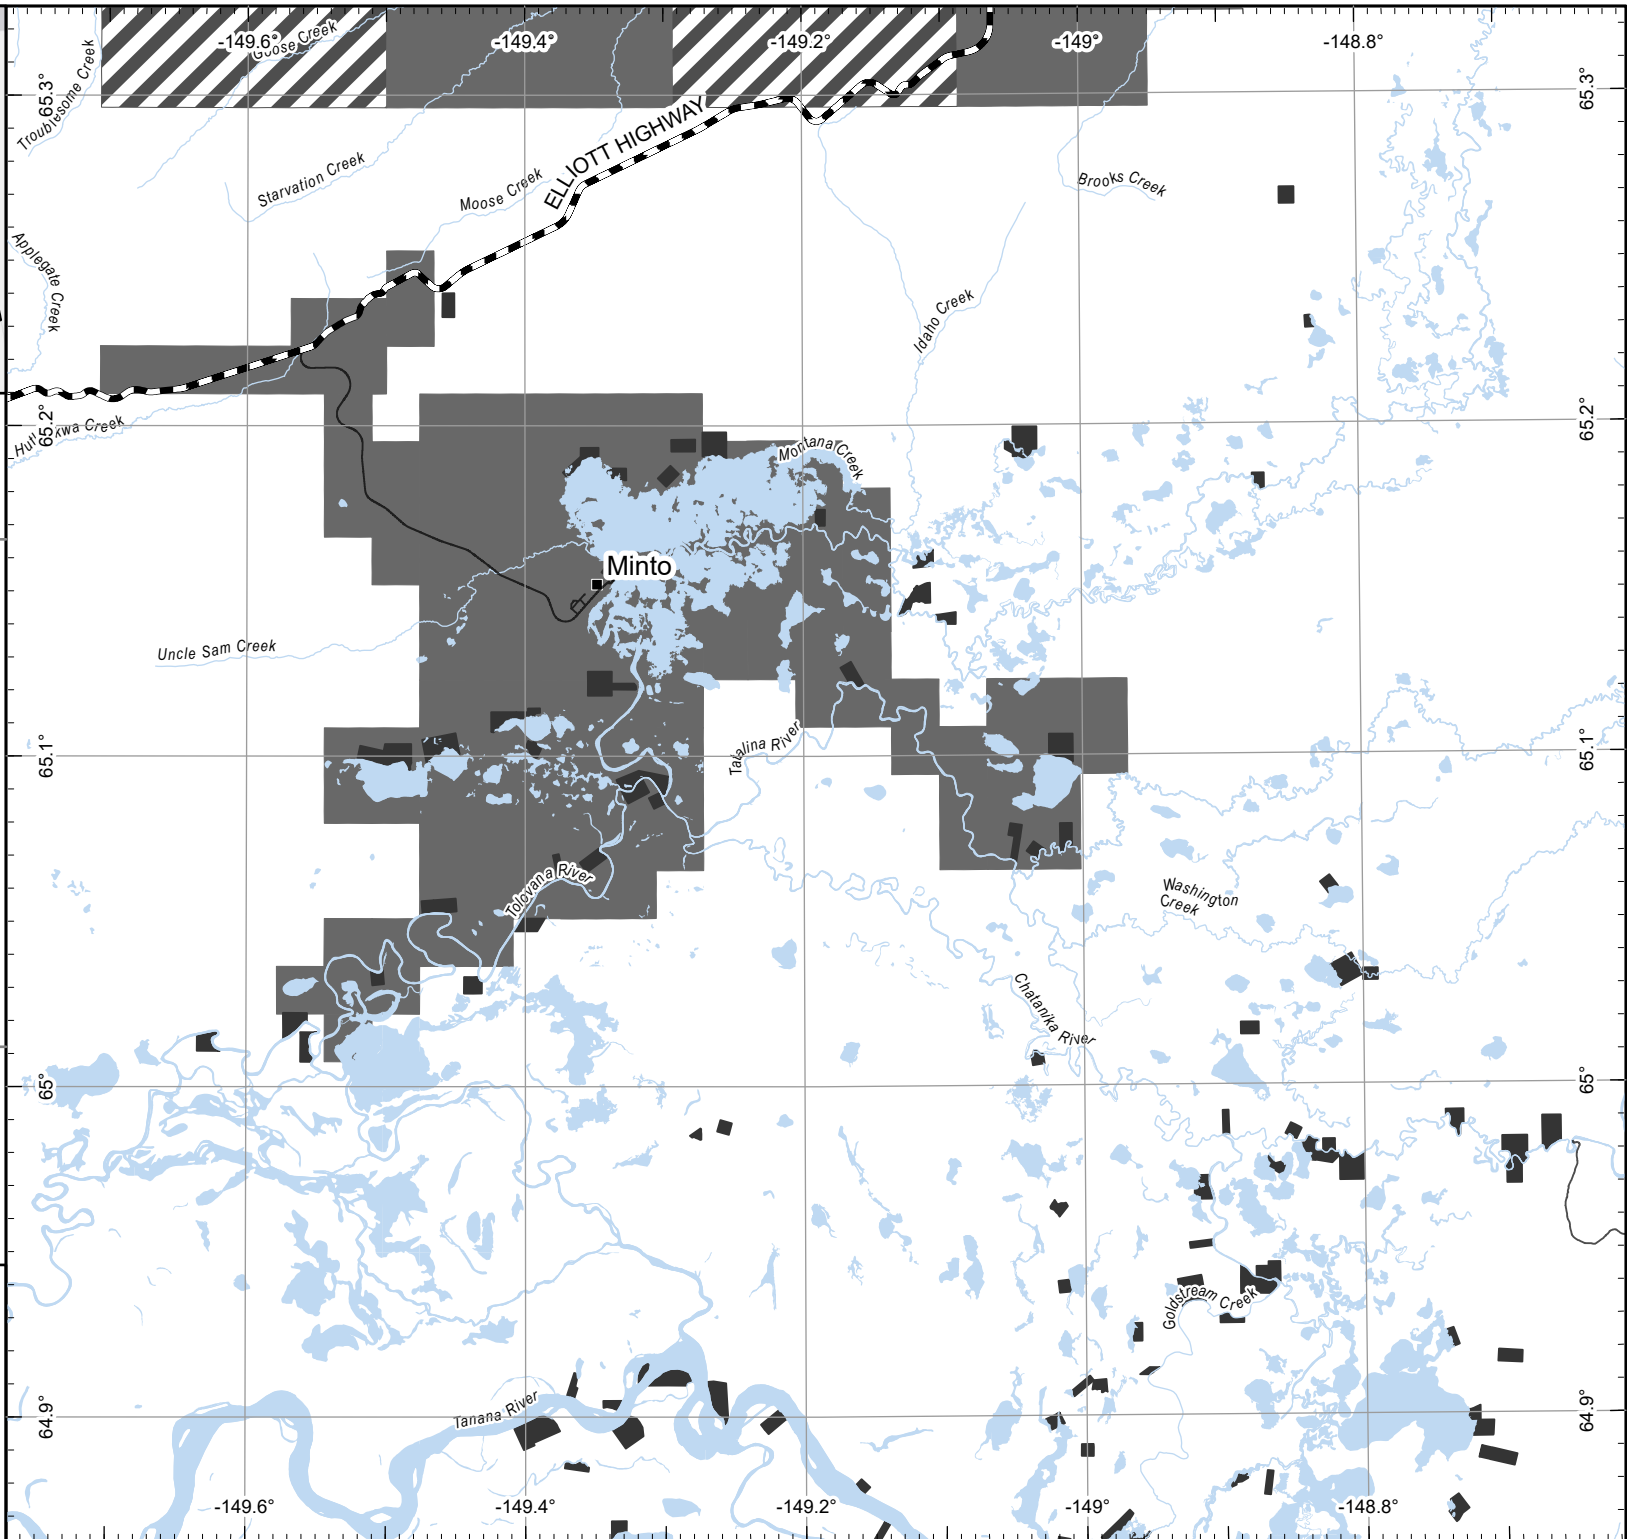 -149.6°
-149.4°
-149.2°
-149°
-148.8°
Goose Creek
Troublesome Creek
65.3°
65.3°
ELLIOTT HIGHWAY
Starvation Creek
Moose Creek
Brooks Creek
Applegate Creek
Idaho Creek
65.2°
65.2°
Creek
Montana Creek
Minto
Uncle Sam Creek
Tatalina River
65.1°
65.1°
Tolovana River
Washington
Creek
Chatanika River
65°
65°
Goldstream Creek
Tanana River
64.9°
64.9°
-149.6°
-149.4°
-149.2°
-149°
-148.8°